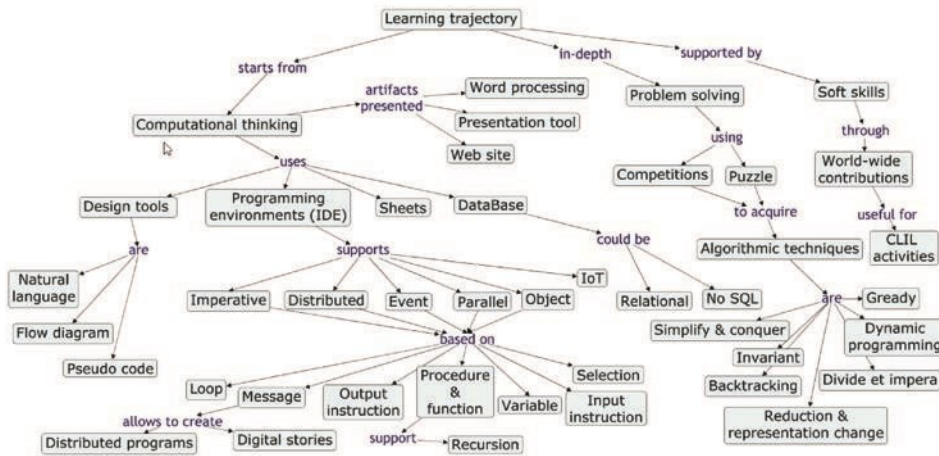 Learning trajectory
starts from
in-depth
supported by
artifacts
presented
Word processing
Presentation tool
Web site
Computational thinking
Problem solving
Soft skills
using
through
uses
Competitions
Puzzle
World-wide
contributions
Design tools
Programming
environments (IDE)
Sheets
DataBase
to acquire
useful for
are
supports
could be
Algorithmic techniques
CLIL
activities
Natural
language
Imperative
Distributed
Event
Parallel
Object
IoT
Relational
No SQL
are
Gready
Flow diagram
Simplify & conquer
Dynamic
programming
Pseudo code
based on
Invariant
Backtracking
Divide et impera
Loop
Message
Output
instruction
Procedure
&
function
Variable
Input
instruction
Selection
Reduction &
representation change
allows to create
Distributed programs
Digital stories
support
Recursion